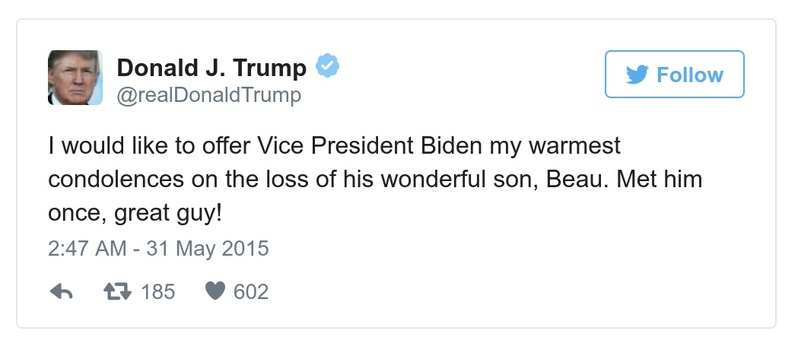 Donald J. Trump
@realDonaldTrump
Follow
I would like to offer Vice President Biden my warmest
condolences on the loss of his wonderful son, Beau. Met him
once, great guy!
2:47 AM - 31 May 2015
185 602